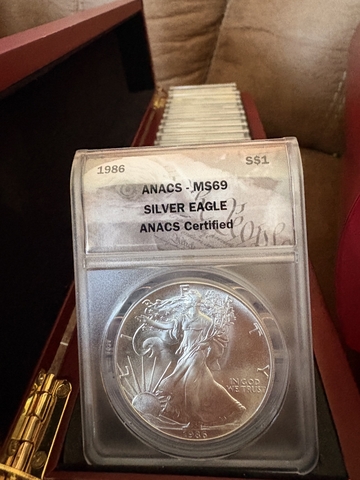 1986
S$1
ANACS - MS69
SILVER EAGLE
ANACS Certified
LIBERTY
IN GOD
WE TRUST
1986